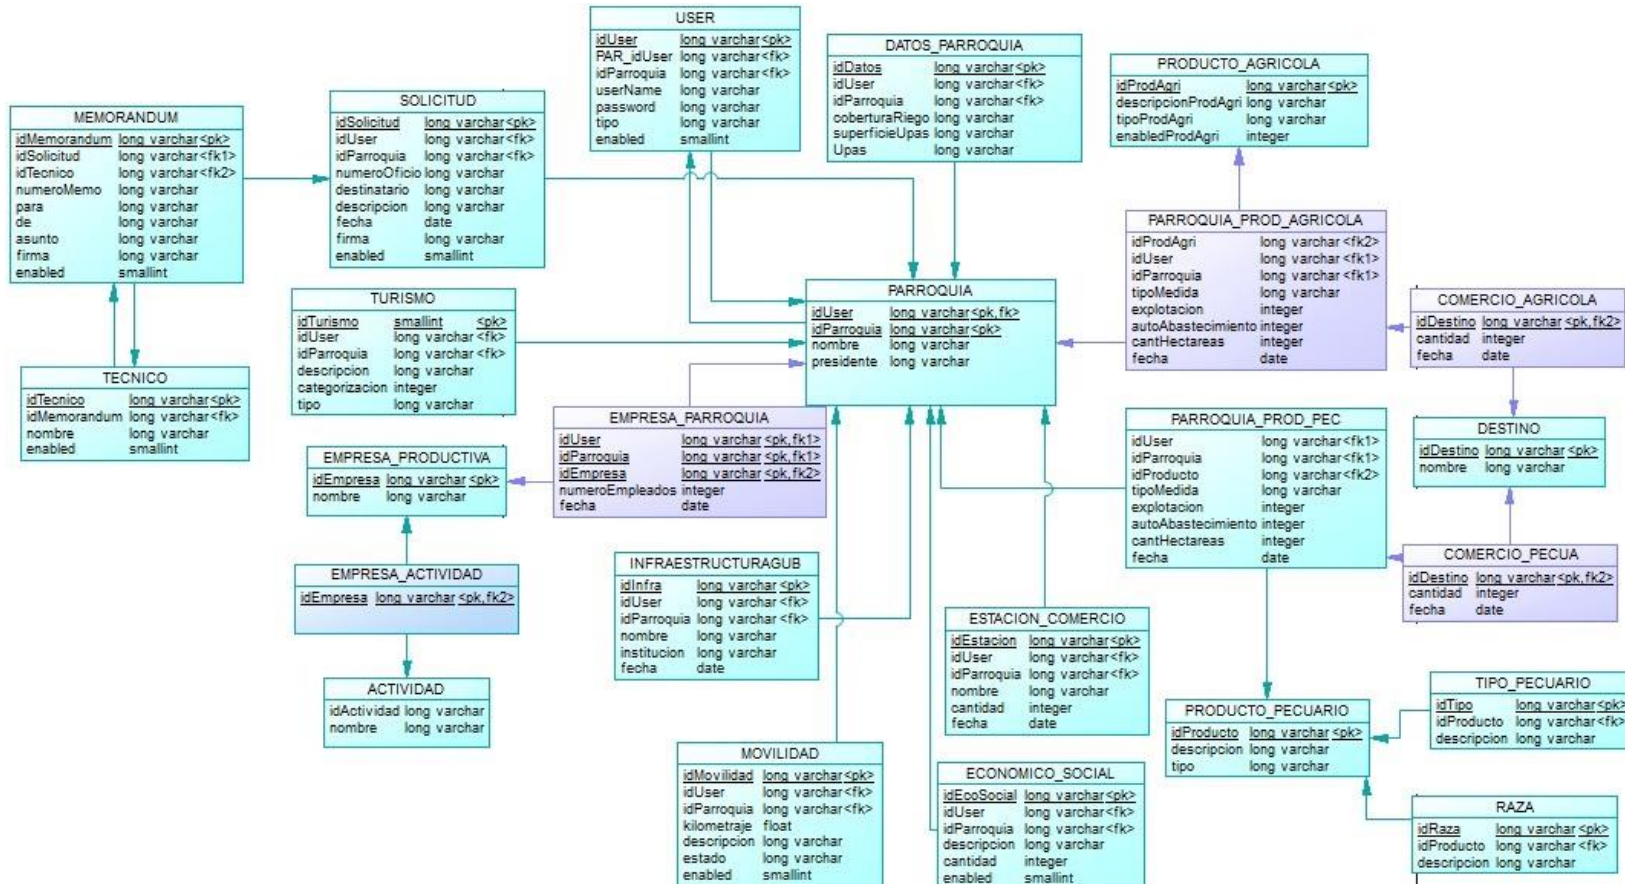 USER
idUser long varchar <pk>
PAR_idUser long varchar <fk>
idParroquia long varchar <fk>
userName long varchar
password long varchar
tipo long varchar
enabled smallint
DATOS_PARROQUIA
idDatos long varchar <pk>
idUser long varchar <fk>
idParroquia long varchar <fk>
coberturaRiego long varchar
superficieUpas long varchar
Upas long varchar
PRODUCTO_AGRICOLA
idProdAgri long varchar <pk>
descripcionProdAgri long varchar
tipoProdAgri long varchar
enabledProdAgri integer
MEMORANDUM
idMemorandum long varchar <pk>
idSolicitud long varchar <fk1>
idTecnico long varchar <fk2>
numeroMemo long varchar
para long varchar
de long varchar
asunto long varchar
firma long varchar
enabled smallint
SOLICITUD
idSolicitud long varchar <pk>
idUser long varchar <fk>
idParroquia long varchar <fk>
numeroOficio long varchar
destinatario long varchar
descripcion long varchar
fecha date
firma long varchar
enabled smallint
PARROQUIA_PROD_AGRICOLA
idProdAgri long varchar <fk2>
idUser long varchar <fk1>
idParroquia long varchar <fk1>
tipoMedida long varchar
explotacion integer
autoAbastecimiento integer
cantHectareas integer
fecha date
PARROQUIA
idUser long varchar <pk,fk>
idParroquia long varchar <pk>
nombre long varchar
presidente long varchar
COMERCIO_AGRICOLA
idDestino long varchar <pk,fk2>
cantidad integer
fecha date
TURISMO
idTurismo smallint <pk>
idUser long varchar <fk>
idParroquia long varchar <fk>
descripcion long varchar
categorizacion integer
tipo long varchar
TECNICO
idTecnico long varchar <pk>
idMemorandum long varchar <fk>
nombre long varchar
enabled smallint
EMPRESA_PARROQUIA
idUser long varchar <pk,fk1>
idParroquia long varchar <pk,fk1>
idEmpresa long varchar <pk,fk2>
numeroEmpleados integer
fecha date
PARROQUIA_PROD_PEC
idUser long varchar <fk1>
idParroquia long varchar <fk1>
idProducto long varchar <fk2>
tipoMedida long varchar
explotacion integer
autoAbastecimiento integer
cantHectareas integer
fecha date
DESTINO
idDestino long varchar <pk>
nombre long varchar
EMPRESA_PRODUCTIVA
idEmpresa long varchar <pk>
nombre long varchar
EMPRESA_ACTIVIDAD
idEmpresa long varchar <pk,fk2>
INFRAESTRUCTURAGUB
idInfra long varchar <pk>
idUser long varchar <fk>
idParroquia long varchar <fk>
nombre long varchar
institucion long varchar
fecha date
COMERCIO_PECUA
idDestino long varchar <pk,fk2>
cantidad integer
fecha date
ESTACION_COMERCIO
idEstacion long varchar <pk>
idUser long varchar <fk>
idParroquia long varchar <fk>
nombre long varchar
cantidad integer
fecha date
ACTIVIDAD
idActividad long varchar
nombre long varchar
PRODUCTO_PECUARIO
idProducto long varchar <pk>
descripcion long varchar
tipo long varchar
TIPO_PECUARIO
idTipo long varchar <pk>
idProducto long varchar <fk>
descripcion long varchar
MOVILIDAD
idMovilidad long varchar <pk>
idUser long varchar <fk>
idParroquia long varchar <fk>
kilometraje float
descripcion long varchar
estado long varchar
enabled smallint
ECONOMICO_SOCIAL
idEcoSocial long varchar <pk>
idUser long varchar <fk>
idParroquia long varchar <fk>
descripcion long varchar
cantidad integer
enabled smallint
RAZA
idRaza long varchar <pk>
idProducto long varchar <fk>
descripcion long varchar